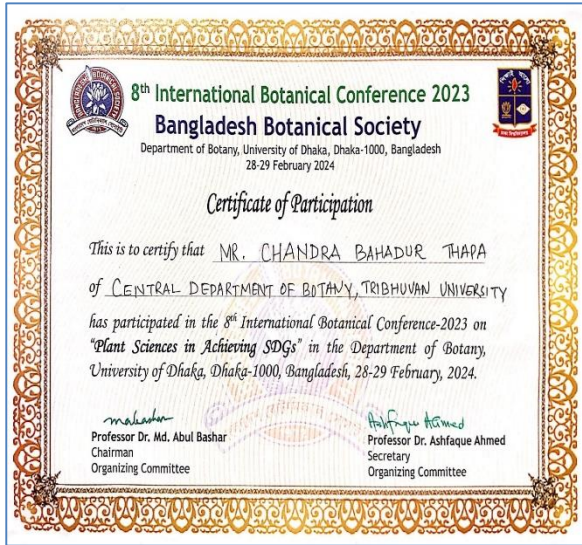 8th International Botanical Conference 2023
Bangladesh Botanical Society
Department of Botany, University of Dhaka, Dhaka-1000, Bangladesh
28-29 February 2024
Certificate of Participation
This is to certify that MR. CHANDRA BAHADUR THAPA
of CENTRAL DEPARTMENT OF BOTANY, TRIBHUVAN UNIVERSITY
has participated in the 8th International Botanical Conference-2023 on
"Plant Sciences in Achieving SDGs" in the Department of Botany,
University of Dhaka, Dhaka-1000, Bangladesh, 28-29 February, 2024.
Ashfaque Ahmed
Professor Dr. Md. Abul Bashar
Chairman
Organizing Committee
Professor Dr. Ashfaque Ahmed
Secretary
Organizing Committee
BANGLADESH BOTANICAL SOCIETY
শিক্ষাই আলো